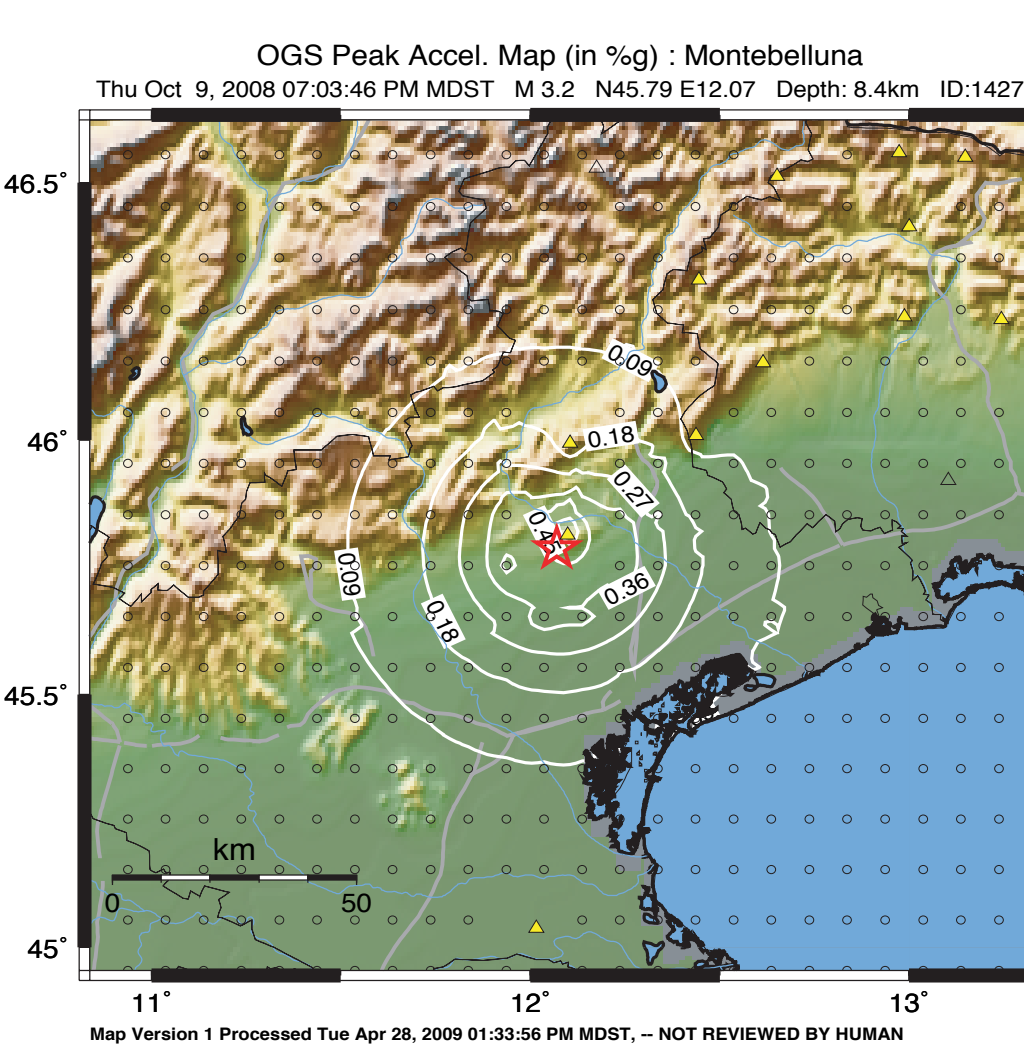 OGS Peak Accel. Map (in %g) : Montebelluna
Thu Oct 9, 2008 07:03:46 PM MDST M 3.2 N45.79 E12.07 Depth: 8.4km ID:1427
46.5˚
0.09
46˚
0.18
0.27
0.45
0.09
0.36
0.18
45.5˚
km
0 50
45˚
11˚ 12˚ 13˚
Map Version 1 Processed Tue Apr 28, 2009 01:33:56 PM MDST, -- NOT REVIEWED BY HUMAN